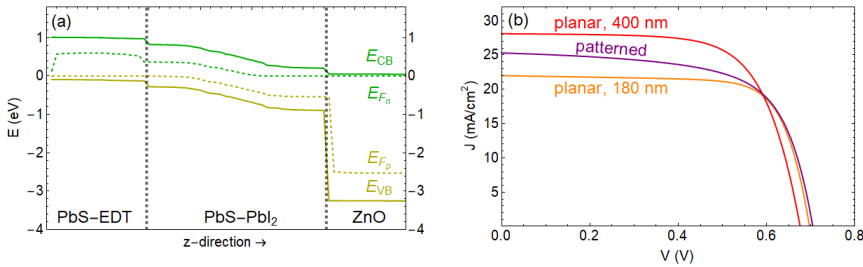 (a)
1
0
−1
−2
−3
−4
E (eV)
E_CB
E_Fn
E_Fp
E_VB
1
0
-1
-2
-3
-4
PbS−EDT
PbS−PbI₂
ZnO
z−direction →
(b)
planar, 400 nm
patterned
planar, 180 nm
30
25
20
15
10
5
0
J (mA/cm²)
0.0
0.2
0.4
0.6
0.8
V (V)